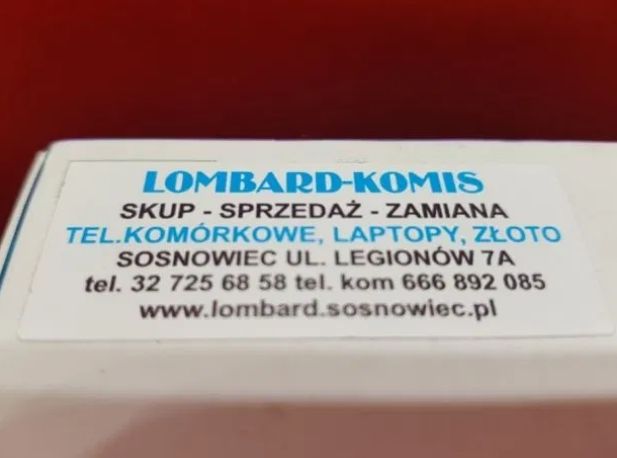 LOMBARD-KOMIS
SKUP - SPRZEDAŻ - ZAMIANA
TEL.KOMÓRKOWE, LAPTOPY, ZŁOTO
SOSNOWIEC UL. LEGIONÓW 7A
tel. 32 725 68 58 tel. kom 666 892 085
www.lombard.sosnowiec.pl